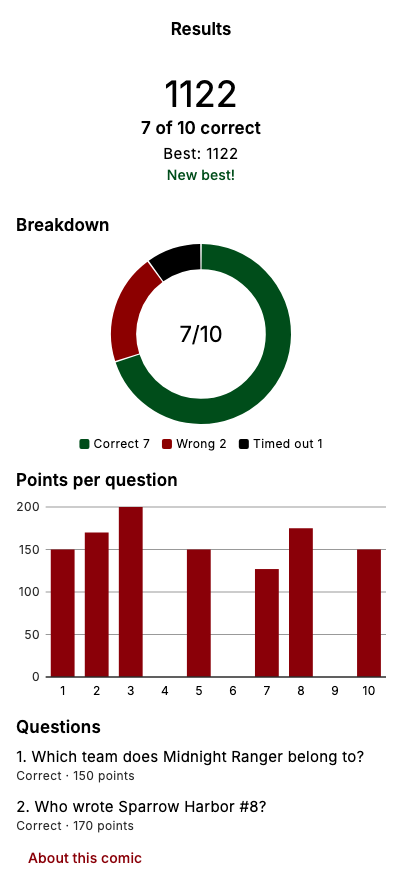 Results
1122
7 of 10 correct
Best: 1122
New best!
Breakdown
7/10
Correct 7 Wrong 2 Timed out 1
Points per question
200
150
100
50
0
1 2 3 4 5 6 7 8 9 10
Questions
1. Which team does Midnight Ranger belong to?
Correct · 150 points
2. Who wrote Sparrow Harbor #8?
Correct · 170 points
About this comic